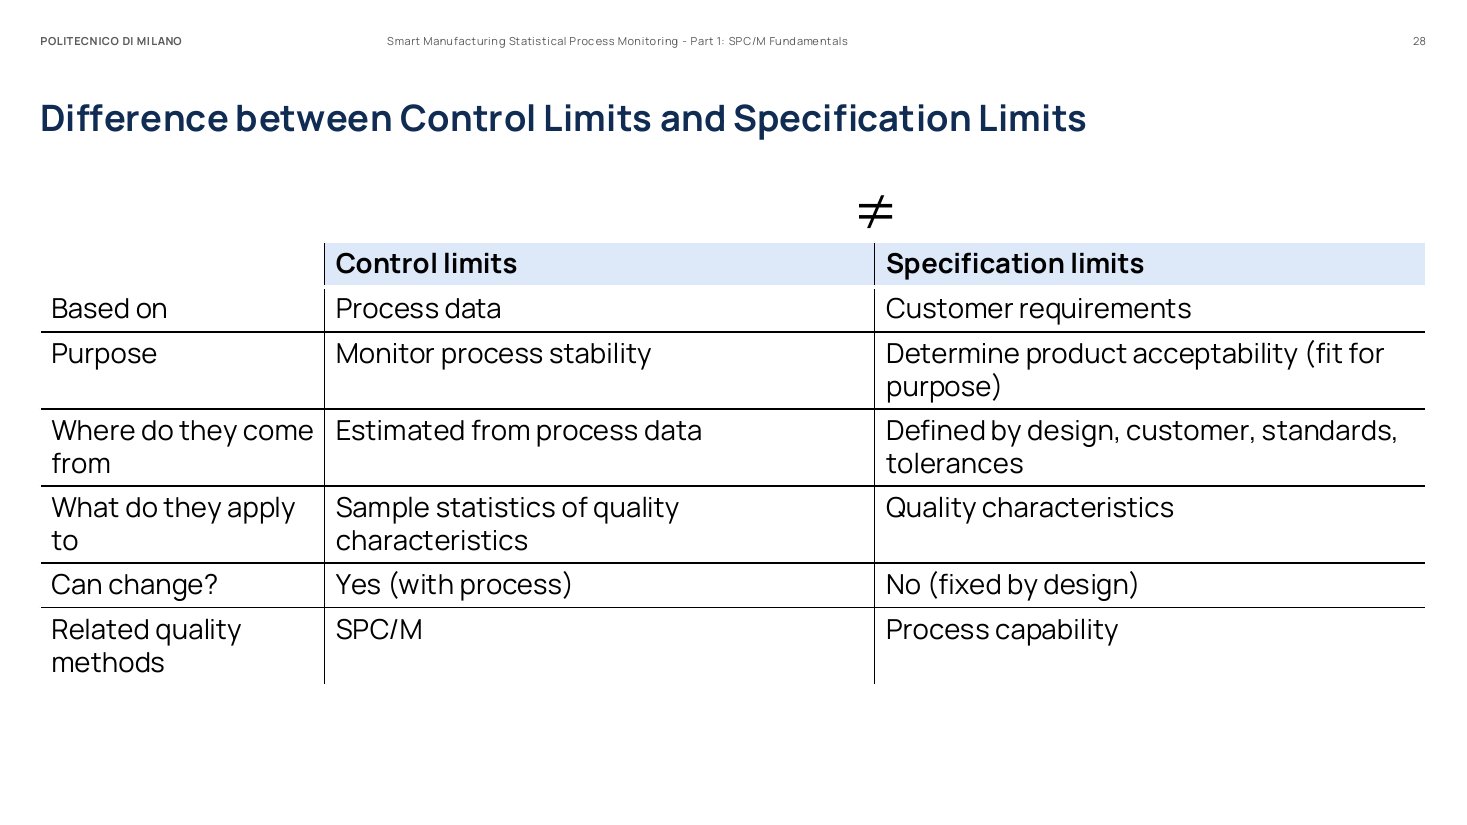 POLITECNICO DI MILANO
Smart Manufacturing Statistical Process Monitoring - Part 1: SPC/M Fundamentals
28
Difference between Control Limits and Specification Limits
≠
Control limits
Specification limits
Based on
Process data
Customer requirements
Purpose
Monitor process stability
Determine product acceptability (fit for
purpose)
Where do they come
from
Estimated from process data
Defined by design, customer, standards,
tolerances
What do they apply
to
Sample statistics of quality
characteristics
Quality characteristics
Can change?
Yes (with process)
No (fixed by design)
Related quality
methods
SPC/M
Process capability